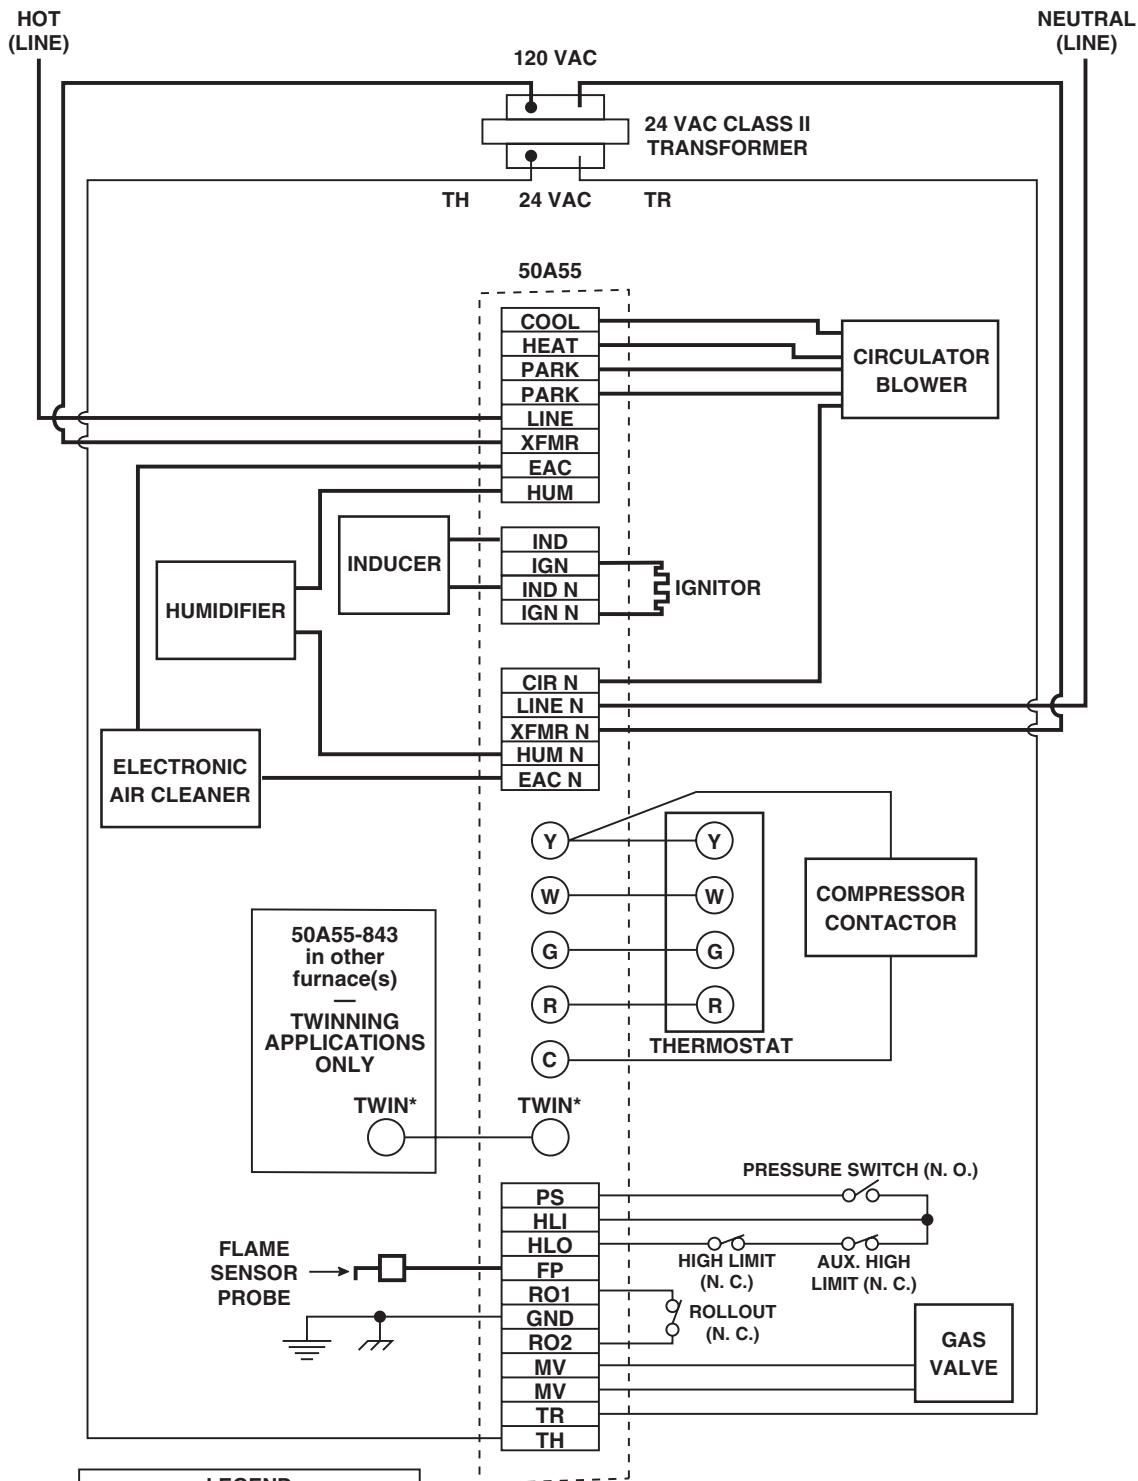 HOT
(LINE)
NEUTRAL
(LINE)
120 VAC
24 VAC CLASS II
TRANSFORMER
TH
24 VAC
TR
50A55
COOL
HEAT
PARK
PARK
LINE
XFMR
EAC
HUM
CIRCULATOR
BLOWER
IND
IGN
IND N
IGN N
INDUCER
IGNITOR
HUMIDIFIER
CIR N
LINE N
XFMR N
HUM N
EAC N
ELECTRONIC
AIR CLEANER
Y
W
G
R
C
Y
W
G
R
THERMOSTAT
COMPRESSOR
CONTACTOR
50A55-843
in other
furnace(s)
—
TWINNING
APPLICATIONS
ONLY
TWIN*
TWIN*
PS
HLI
HLO
FP
RO1
GND
RO2
MV
MV
TR
TH
PRESSURE SWITCH (N. O.)
HIGH LIMIT
(N. C.)
AUX. HIGH
LIMIT (N. C.)
ROLLOUT
(N. C.)
FLAME
SENSOR
PROBE
GAS
VALVE
LEGEND